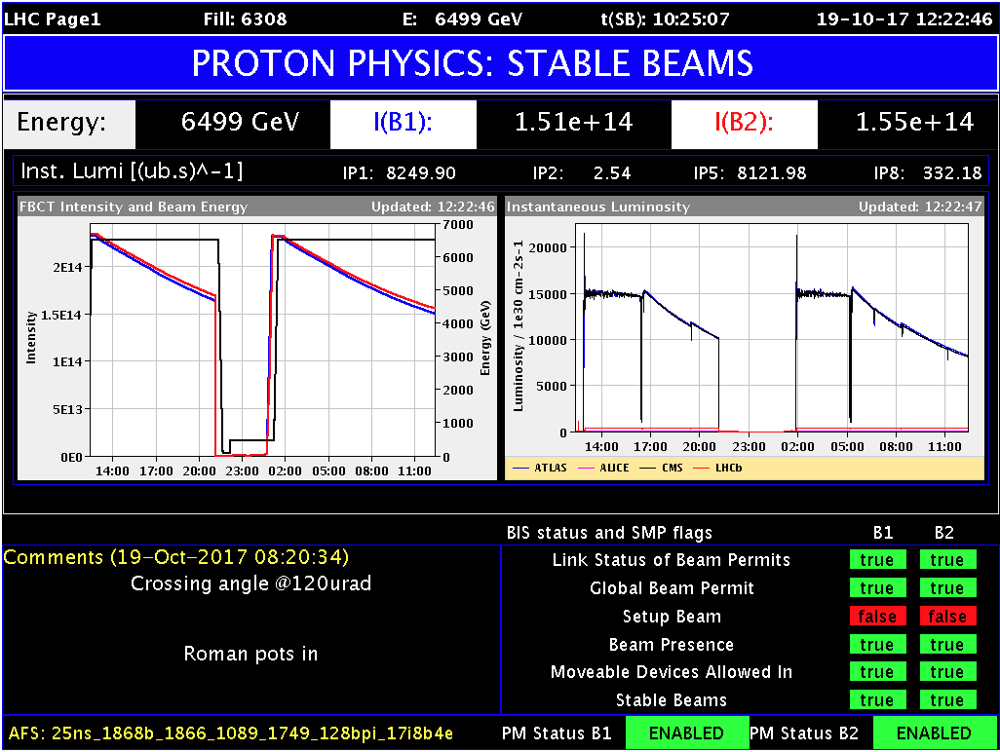 LHC Page1 Fill: 6308 E: 6499 GeV t(SB): 10:25:07 19-10-17 12:22:46
PROTON PHYSICS: STABLE BEAMS
Energy: 6499 GeV I(B1): 1.51e+14 I(B2): 1.55e+14
Inst. Lumi [(ub.s)^-1] IP1: 8249.90 IP2: 2.54 IP5: 8121.98 IP8: 332.18
FBCT Intensity and Beam Energy Updated: 12:22:46
Intensity
2E14
1.5E14
1E14
5E13
0E0
7000
6000
5000
4000
3000
2000
1000
0
Energy (GeV)
14:00 17:00 20:00 23:00 02:00 05:00 08:00 11:00
Instantaneous Luminosity Updated: 12:22:47
Luminosity / 1e30 cm-2s-1
20000
15000
10000
5000
0
14:00 17:00 20:00 23:00 02:00 05:00 08:00 11:00
ATLAS ALICE CMS LHCb
Comments (19-Oct-2017 08:20:34)
Crossing angle @120urad
Roman pots in
BIS status and SMP flags B1 B2
Link Status of Beam Permits true true
Global Beam Permit true true
Setup Beam false false
Beam Presence true true
Moveable Devices Allowed In true true
Stable Beams true true
AFS: 25ns_1868b_1866_1089_1749_128bpi_17i8b4e PM Status B1 ENABLED PM Status B2 ENABLED